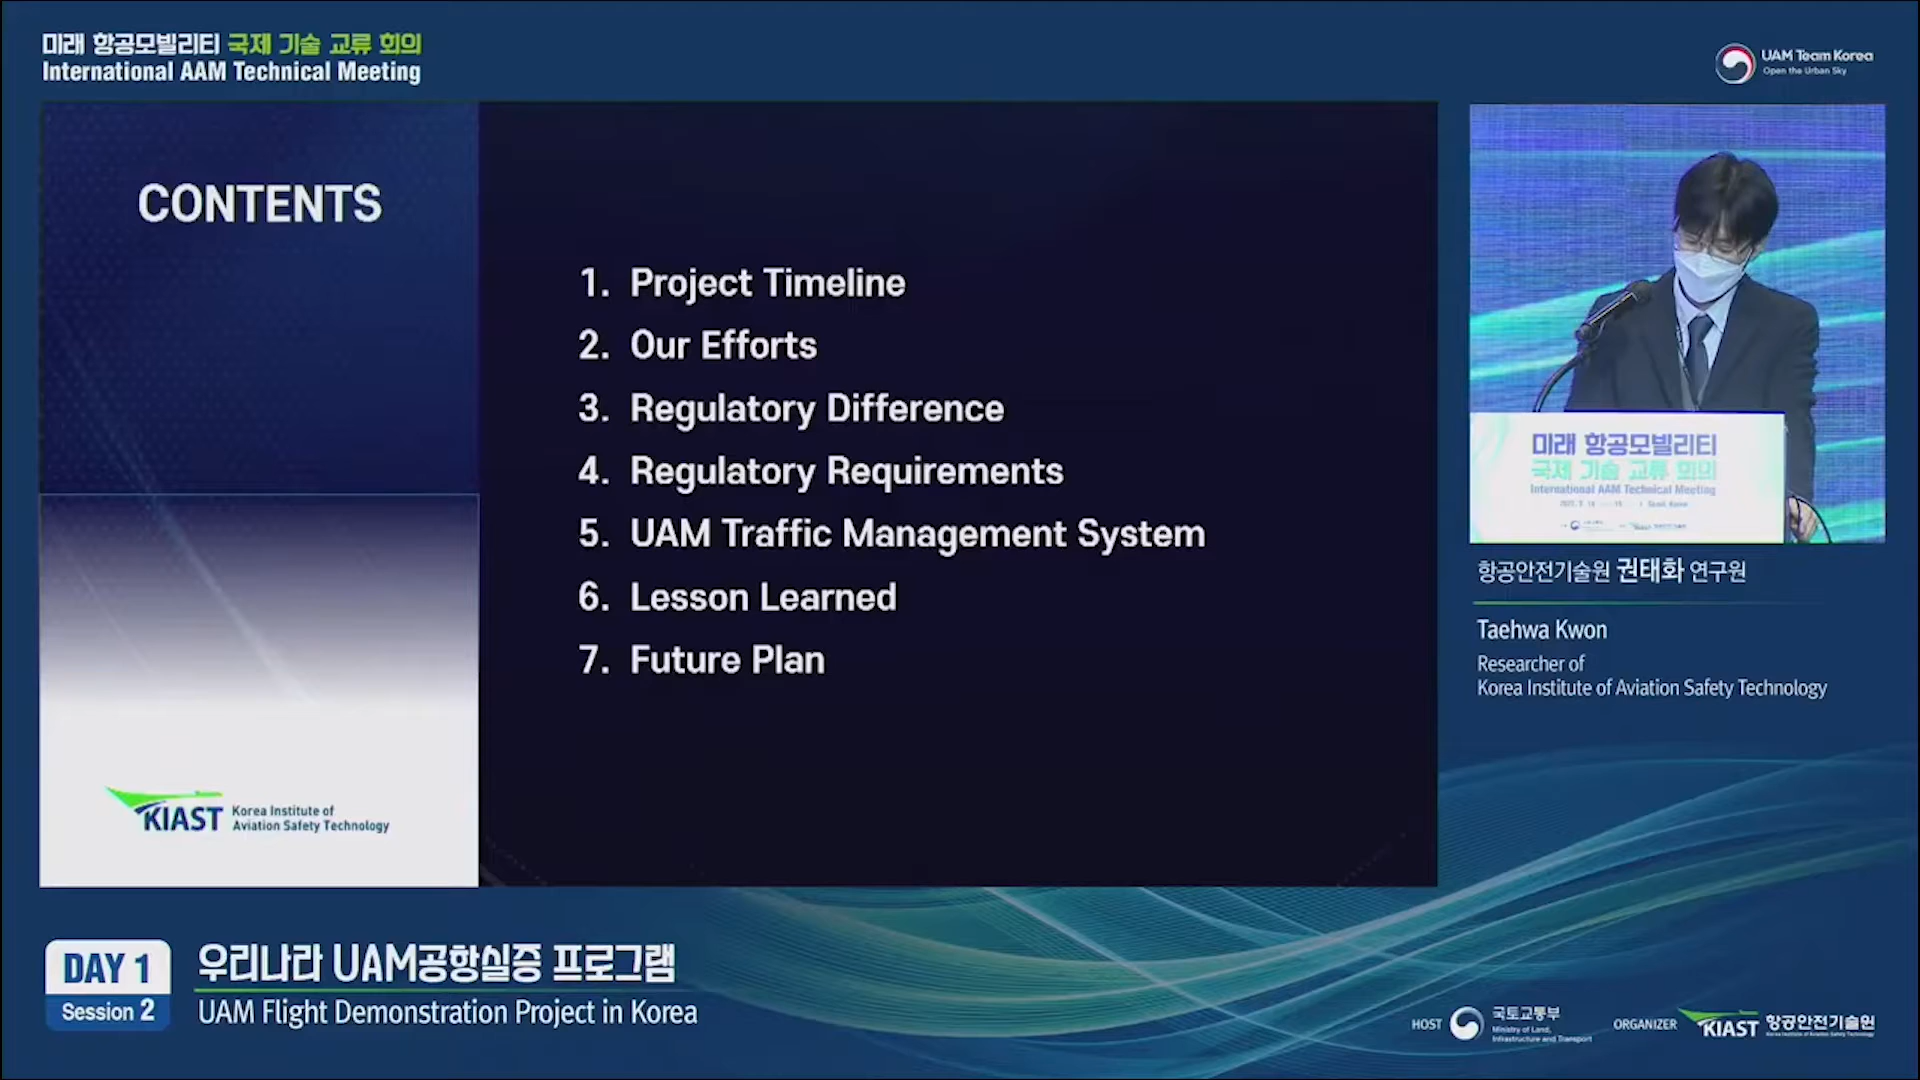 미래 항공모빌리티 국제 기술 교류 회의
International AAM Technical Meeting
UAM Team Korea
Open the Urban Sky
CONTENTS
1. Project Timeline
2. Our Efforts
3. Regulatory Difference
4. Regulatory Requirements
5. UAM Traffic Management System
6. Lesson Learned
7. Future Plan
KIAST Korea Institute of
Aviation Safety Technology
미래 항공모빌리티
국제 기술 교류 회의
International AAM Technical Meeting
항공안전기술원 권태화 연구원
Taehwa Kwon
Researcher of
Korea Institute of Aviation Safety Technology
DAY 1
Session 2
우리나라 UAM공항실증 프로그램
UAM Flight Demonstration Project in Korea
HOST 국토교통부
Ministry of Land,
Infrastructure and Transport
ORGANIZER KIAST 항공안전기술원
Korea Institute of Aviation Safety Technology